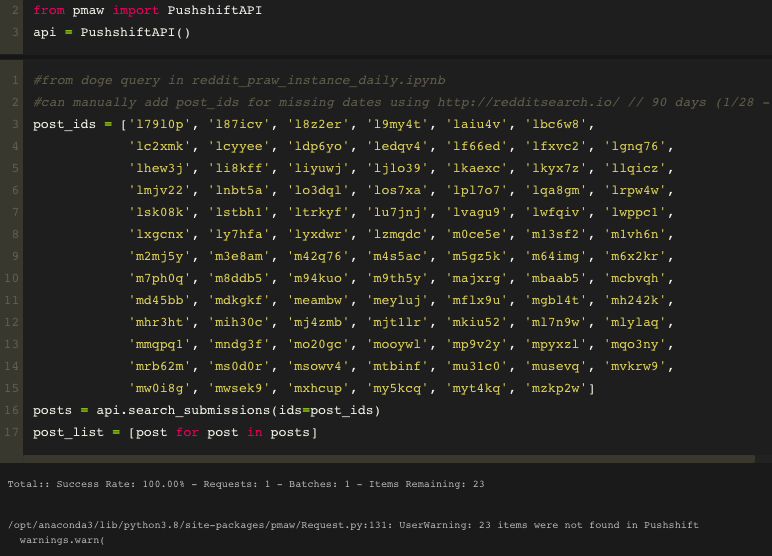 2 from pmaw import PushshiftAPI
3 api = PushshiftAPI()
1 #from doge query in reddit_praw_instance_daily.ipynb
2 #can manually add post_ids for missing dates using http://redditsearch.io/ // 90 days (1/28 -
3 post_ids = ['l79l0p', 'l87icv', 'l8z2er', 'l9my4t', 'laiu4v', 'lbc6w8',
4 'lc2xmk', 'lcyyee', 'ldp6yo', 'ledqv4', 'lf66ed', 'lfxvc2', 'lgnq76',
5 'lhew3j', 'li8kff', 'liyuwj', 'ljlo39', 'lkaexc', 'lkyx7z', 'llqicz',
6 'lmjv22', 'lnbt5a', 'lo3dql', 'los7xa', 'lpl7o7', 'lqa8gm', 'lrpw4w',
7 'lsk08k', 'lstbhl', 'ltrkyf', 'lu7jnj', 'lvagu9', 'lwfqiv', 'lwppcl',
8 'lxgcnx', 'ly7hfa', 'lyxdwr', 'lzmqdc', 'm0ce5e', 'm13sf2', 'm1vh6n',
9 'm2mj5y', 'm3e8am', 'm42q76', 'm4s5ac', 'm5gz5k', 'm64img', 'm6x2kr',
10 'm7ph0q', 'm8ddb5', 'm94kuo', 'm9th5y', 'majxrg', 'mbaab5', 'mcbvqh',
11 'md45bb', 'mdkgkf', 'meambw', 'meyluj', 'mflx9u', 'mgbl4t', 'mh242k',
12 'mhr3ht', 'mih30c', 'mj4zmb', 'mjtllr', 'mkiu52', 'ml7n9w', 'mlylaq',
13 'mmqpq1', 'mndg3f', 'mo20gc', 'mooywl', 'mp9v2y', 'mpyxzl', 'mqo3ny',
14 'mrb62m', 'ms0d0r', 'msowv4', 'mtbinf', 'mu31c0', 'musevq', 'mvkrw9',
15 'mw0i8g', 'mwsek9', 'mxhcup', 'my5kcq', 'myt4kq', 'mzkp2w']
16 posts = api.search_submissions(ids=post_ids)
17 post_list = [post for post in posts]
Total:: Success Rate: 100.00% - Requests: 1 - Batches: 1 - Items Remaining: 23
/opt/anaconda3/lib/python3.8/site-packages/pmaw/Request.py:131: UserWarning: 23 items were not found in Pushshift
warnings.warn(